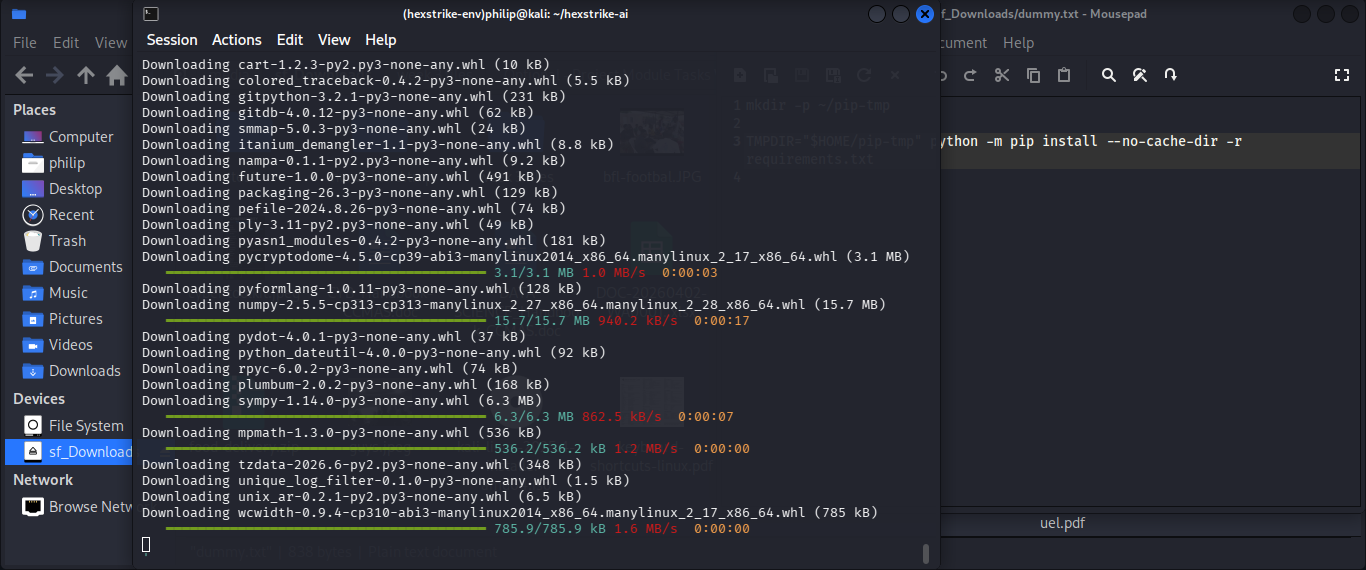 (hexstrike-env)philip@kali: ~/hexstrike-ai
sf_Downloads/dummy.txt - Mousepad
File Edit View
Session Actions Edit View Help
cument Help
Places
Computer
philip
Desktop
Recent
Trash
Documents
Music
Pictures
Videos
Downloads
Devices
File System
sf_Download
Network
Browse Netw
Downloading cart-1.2.3-py2.py3-none-any.whl (10 kB)
Downloading colored_traceback-0.4.2-py3-none-any.whl (5.5 kB)
Downloading gitpython-3.2.1-py3-none-any.whl (231 kB)
Downloading gitdb-4.0.12-py3-none-any.whl (62 kB)
Downloading smmap-5.0.3-py3-none-any.whl (24 kB)
Downloading itanium_demangler-1.1-py3-none-any.whl (8.8 kB)
Downloading nampa-0.1.1-py2.py3-none-any.whl (9.2 kB)
Downloading future-1.0.0-py3-none-any.whl (491 kB)
Downloading packaging-26.3-py3-none-any.whl (129 kB)
Downloading pefile-2024.8.26-py3-none-any.whl (74 kB)
Downloading ply-3.11-py2.py3-none-any.whl (49 kB)
Downloading pyasn1_modules-0.4.2-py3-none-any.whl (181 kB)
Downloading pycryptodome-4.5.0-cp39-abi3-manylinux2014_x86_64.manylinux_2_17_x86_64.whl (3.1 MB)
3.1/3.1 MB 1.0 MB/s 0:00:03
Downloading pyformlang-1.0.11-py3-none-any.whl (128 kB)
Downloading numpy-2.5.5-cp313-cp313-manylinux_2_27_x86_64.manylinux_2_28_x86_64.whl (15.7 MB)
15.7/15.7 MB 940.2 kB/s 0:00:17
Downloading pydot-4.0.1-py3-none-any.whl (37 kB)
Downloading python_dateutil-4.0.0-py3-none-any.whl (92 kB)
Downloading rpyc-6.0.2-py3-none-any.whl (74 kB)
Downloading plumbum-2.0.2-py3-none-any.whl (168 kB)
Downloading sympy-1.14.0-py3-none-any.whl (6.3 MB)
6.3/6.3 MB 862.5 kB/s 0:00:07
Downloading mpmath-1.3.0-py3-none-any.whl (536 kB)
536.2/536.2 kB 1.2 MB/s 0:00:00
Downloading tzdata-2026.6-py2.py3-none-any.whl (348 kB)
Downloading unique_log_filter-0.1.0-py3-none-any.whl (1.5 kB)
Downloading unix_ar-0.2.1-py2.py3-none-any.whl (6.5 kB)
Downloading wcwidth-0.9.4-cp310-abi3-manylinux2014_x86_64.manylinux_2_17_x86_64.whl (785 kB)
785.9/785.9 kB 1.6 MB/s 0:00:00
1 mkdir -p ~/pip-tmp
2
3 TMPDIR="$HOME/pip-tmp" python -m pip install --no-cache-dir -r
requirements.txt
4
bfl-footbal.JPG
shortcuts-linux.pdf
uel.pdf
"dummy.txt"
Plain text document